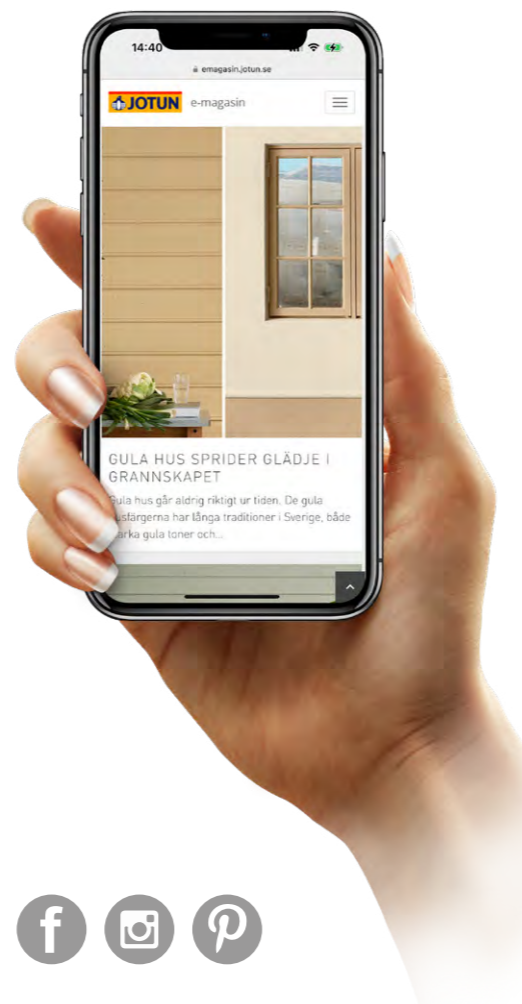 14:40
emagasin.jotun.se
JOTUN e-magasin
GULA HUS SPRIDER GLÄDJE I
GRANNSKAPET
Gula hus går aldrig riktigt ur tiden. De gula
husfärgerna har långa traditioner i Sverige, både
gula toner och...